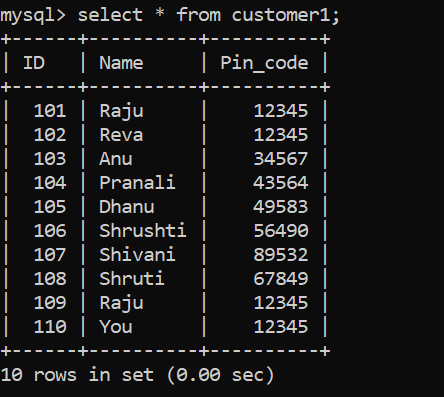 mysql> select * from customer1;
+------+----------+----------+
| ID   | Name     | Pin_code |
+------+----------+----------+
|  101 | Raju     |    12345 |
|  102 | Reva     |    12345 |
|  103 | Anu      |    34567 |
|  104 | Pranali  |    43564 |
|  105 | Dhanu    |    49583 |
|  106 | Shrushti |    56490 |
|  107 | Shivani  |    89532 |
|  108 | Shruti   |    67849 |
|  109 | Raju     |    12345 |
|  110 | You      |    12345 |
+------+----------+----------+
10 rows in set (0.00 sec)